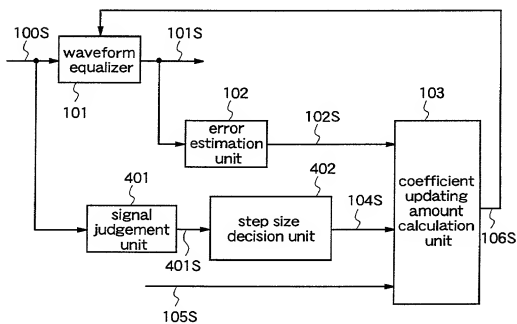 100S
waveform
equalizer
101S
101
102
error
estimation
unit
102S
103
coefficient
updating
amount
calculation
unit
106S
401
signal
judgement
unit
401S
402
step size
decision unit
104S
105S